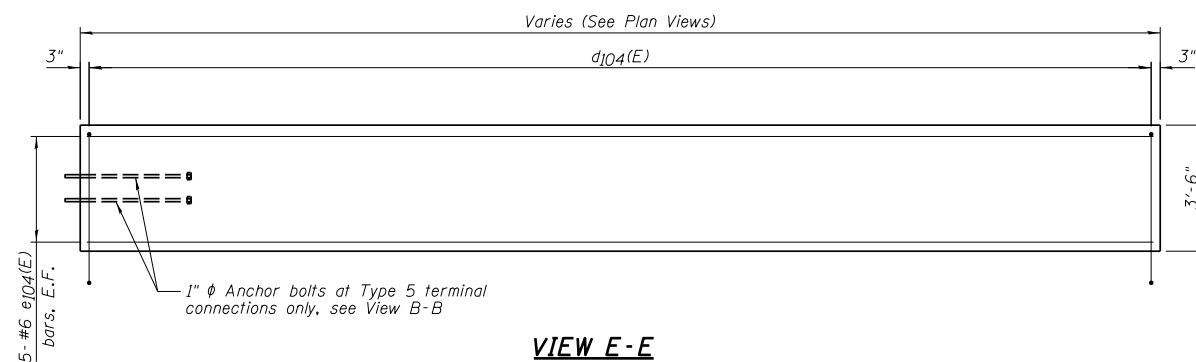 Varies (See Plan Views)
3"
d104(E)
3"
3'-6"
5- #6 e104(E)
bars, E.F.
1" ϕ Anchor bolts at Type 5 terminal
connections only, see View B-B
VIEW E-E